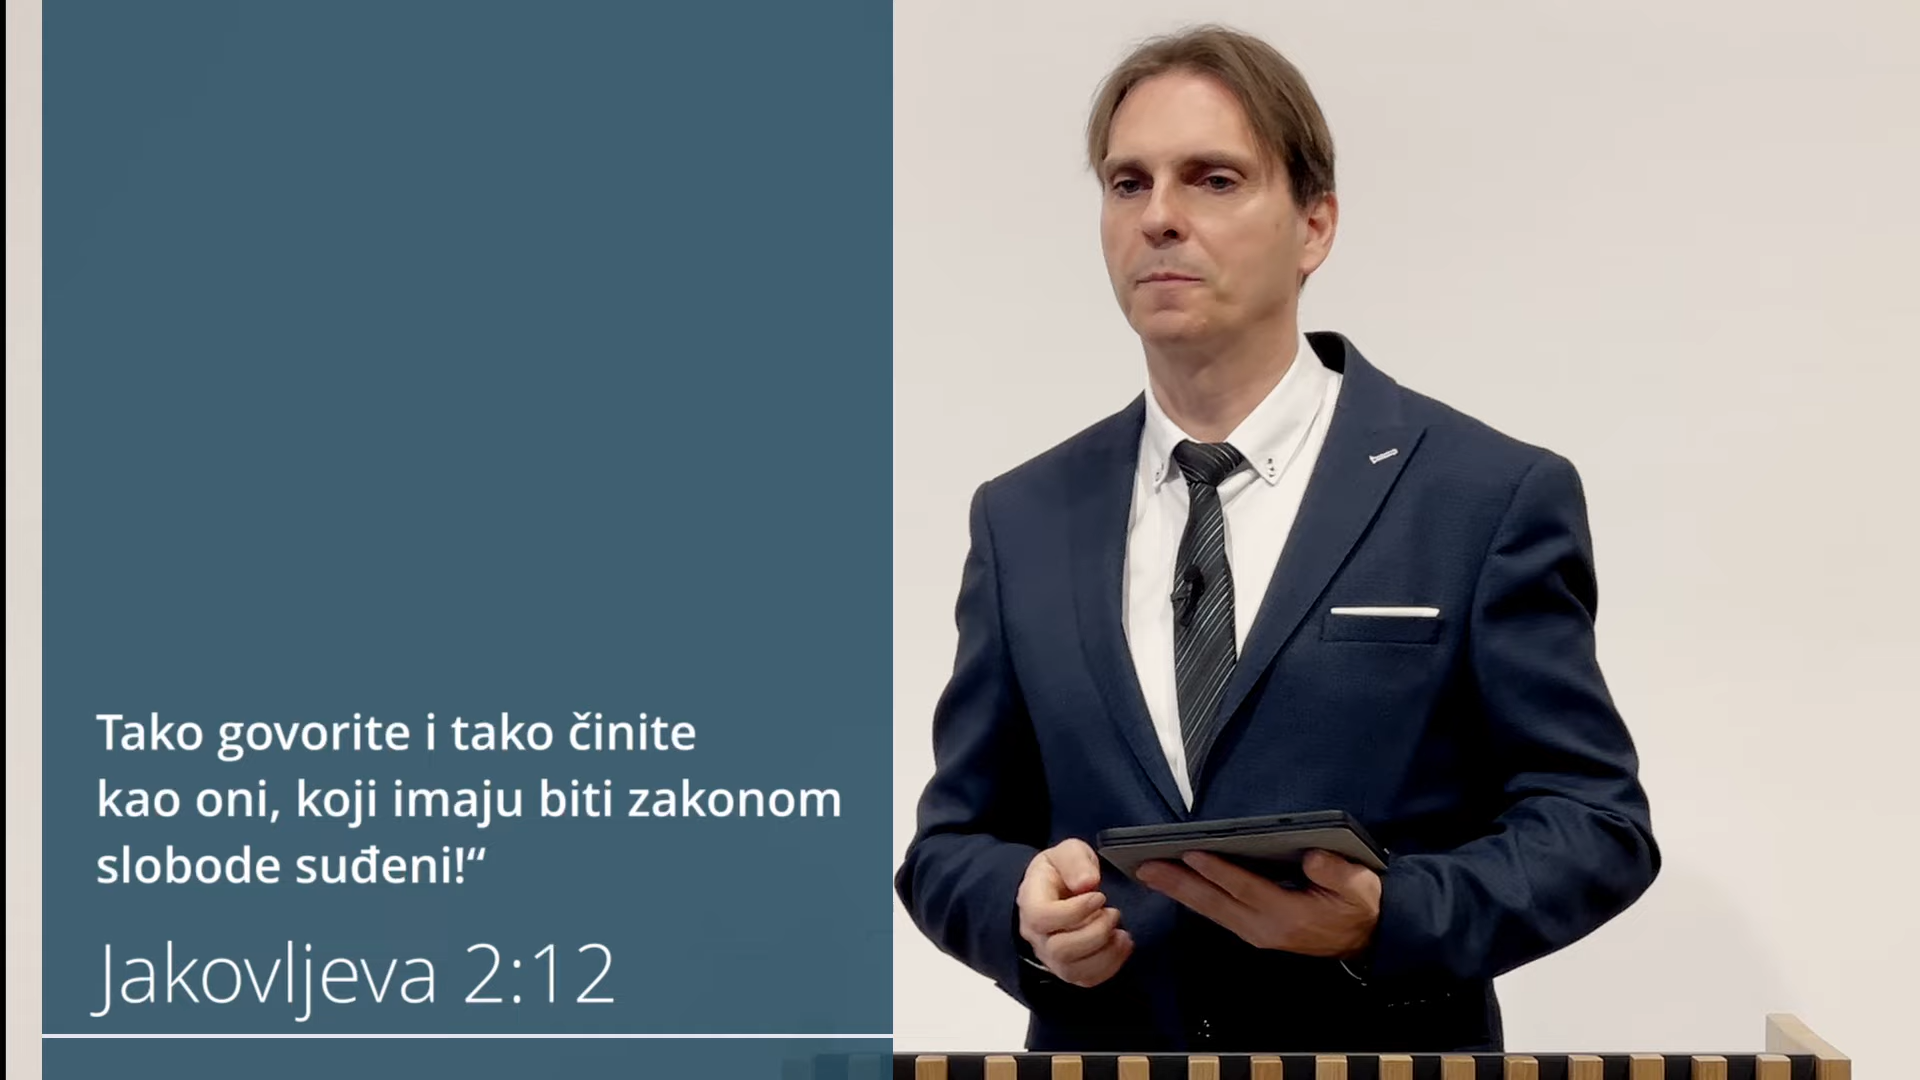 Tako govorite i tako činite
kao oni, koji imaju biti zakonom
slobode suđeni!“
Jakovljeva 2:12